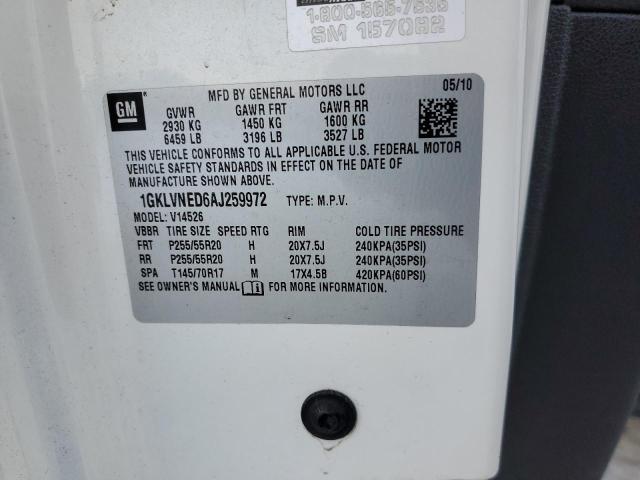 1-800-565-7535
SM 157082
GM
MFD BY GENERAL MOTORS LLC 05/10
GVWR GAWR FRT GAWR RR
2930 KG 1450 KG 1600 KG
6459 LB 3196 LB 3527 LB
THIS VEHICLE CONFORMS TO ALL APPLICABLE U.S. FEDERAL MOTOR
VEHICLE SAFETY STANDARDS IN EFFECT ON THE DATE OF
MANUFACTURE SHOWN ABOVE.
1GKLVNED6AJ259972 TYPE: M.P.V.
MODEL: V14526
VBBR TIRE SIZE SPEED RTG RIM COLD TIRE PRESSURE
FRT P255/55R20 H 20X7.5J 240KPA(35PSI)
RR P255/55R20 H 20X7.5J 240KPA(35PSI)
SPA T145/70R17 M 17X4.5B 420KPA(60PSI)
SEE OWNER'S MANUAL FOR MORE INFORMATION.